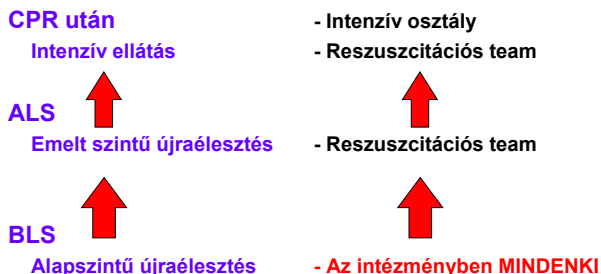 CPR után - Intenzív osztály
Intenzív ellátás - Reszuszcitációs team
ALS
Emelt szintű újraélesztés - Reszuszcitációs team
BLS
Alapszintű újraélesztés - Az intézményben MINDENKI